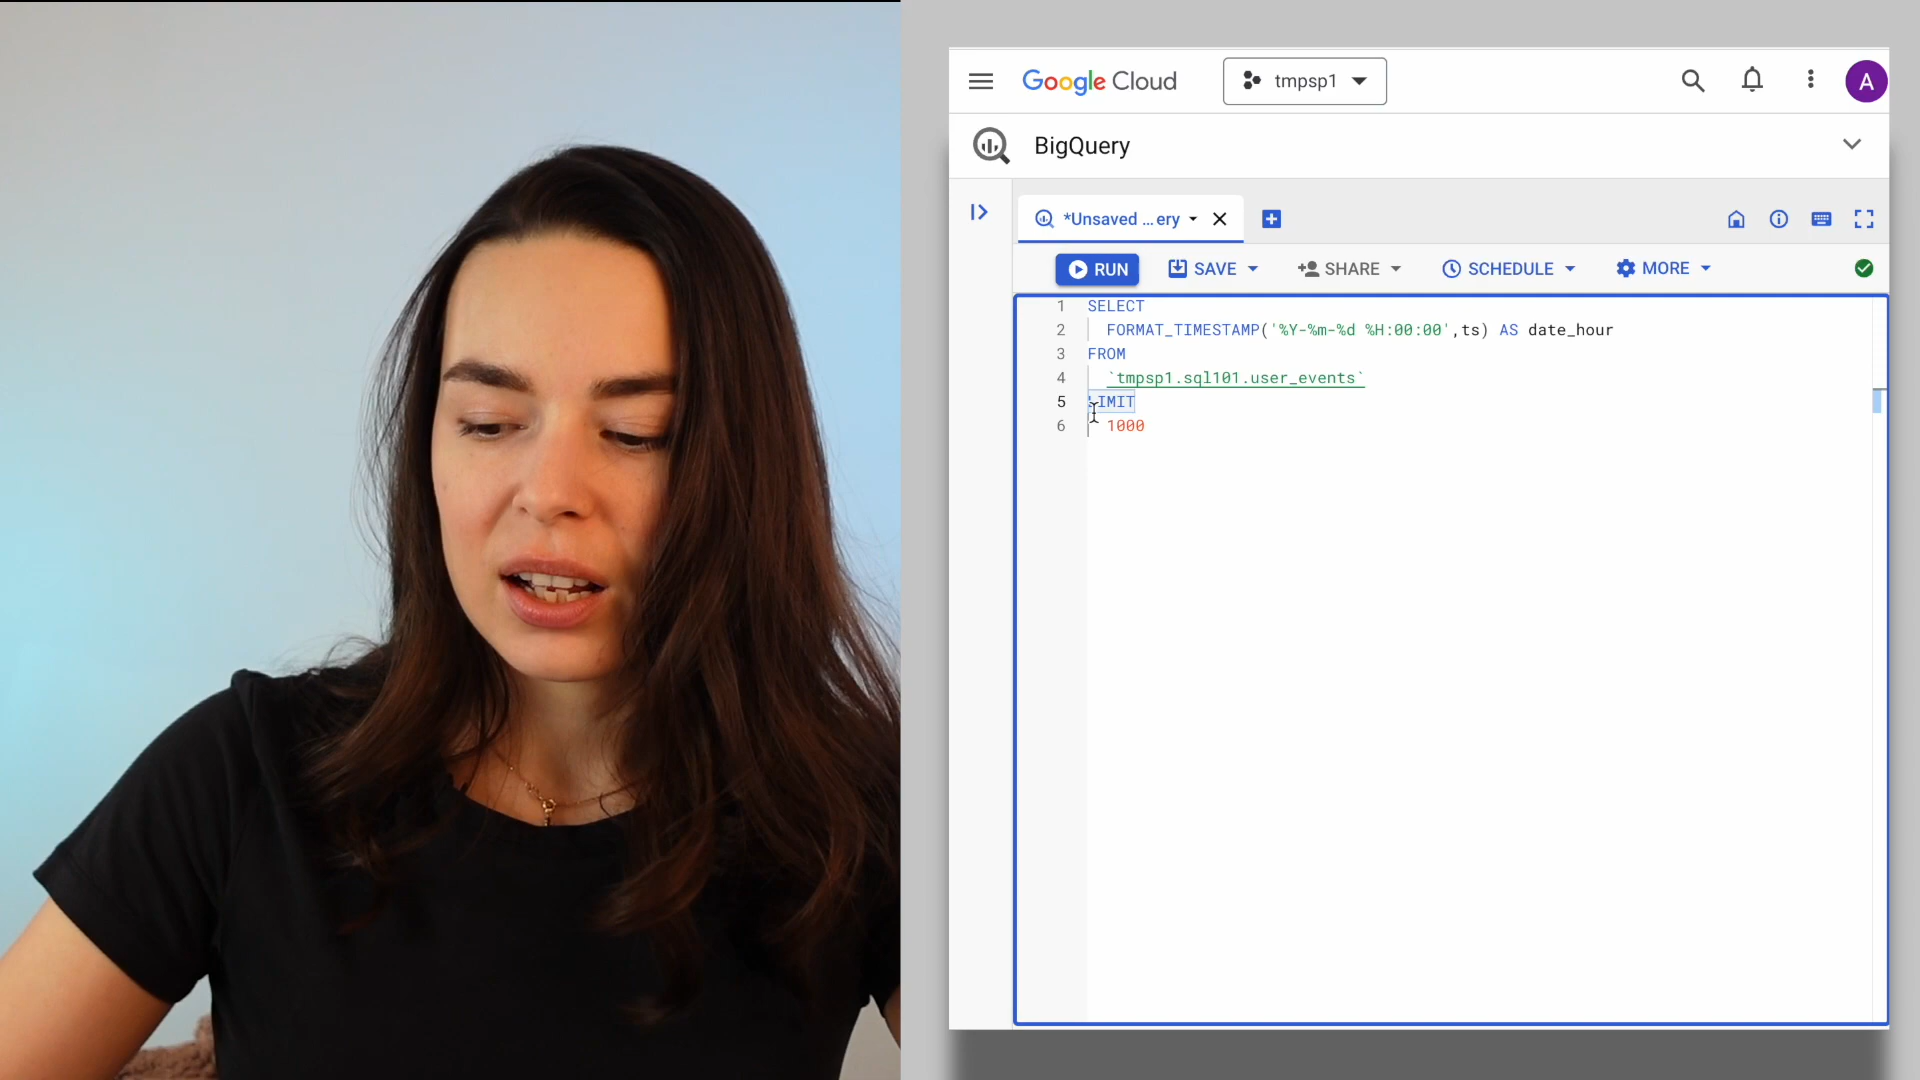 Google Cloud
tmpsp1
A
BigQuery
*Unsaved ...ery
RUN
SAVE
SHARE
SCHEDULE
MORE
1 SELECT
2 FORMAT_TIMESTAMP('%Y-%m-%d %H:00:00',ts) AS date_hour
3 FROM
4 `tmpsp1.sql101.user_events`
5 LIMIT
6 1000